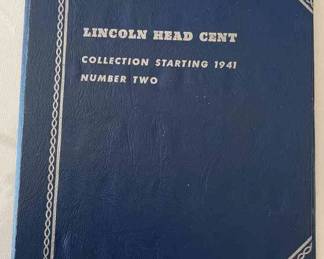 LINCOLN HEAD CENT
COLLECTION STARTING 1941
NUMBER TWO